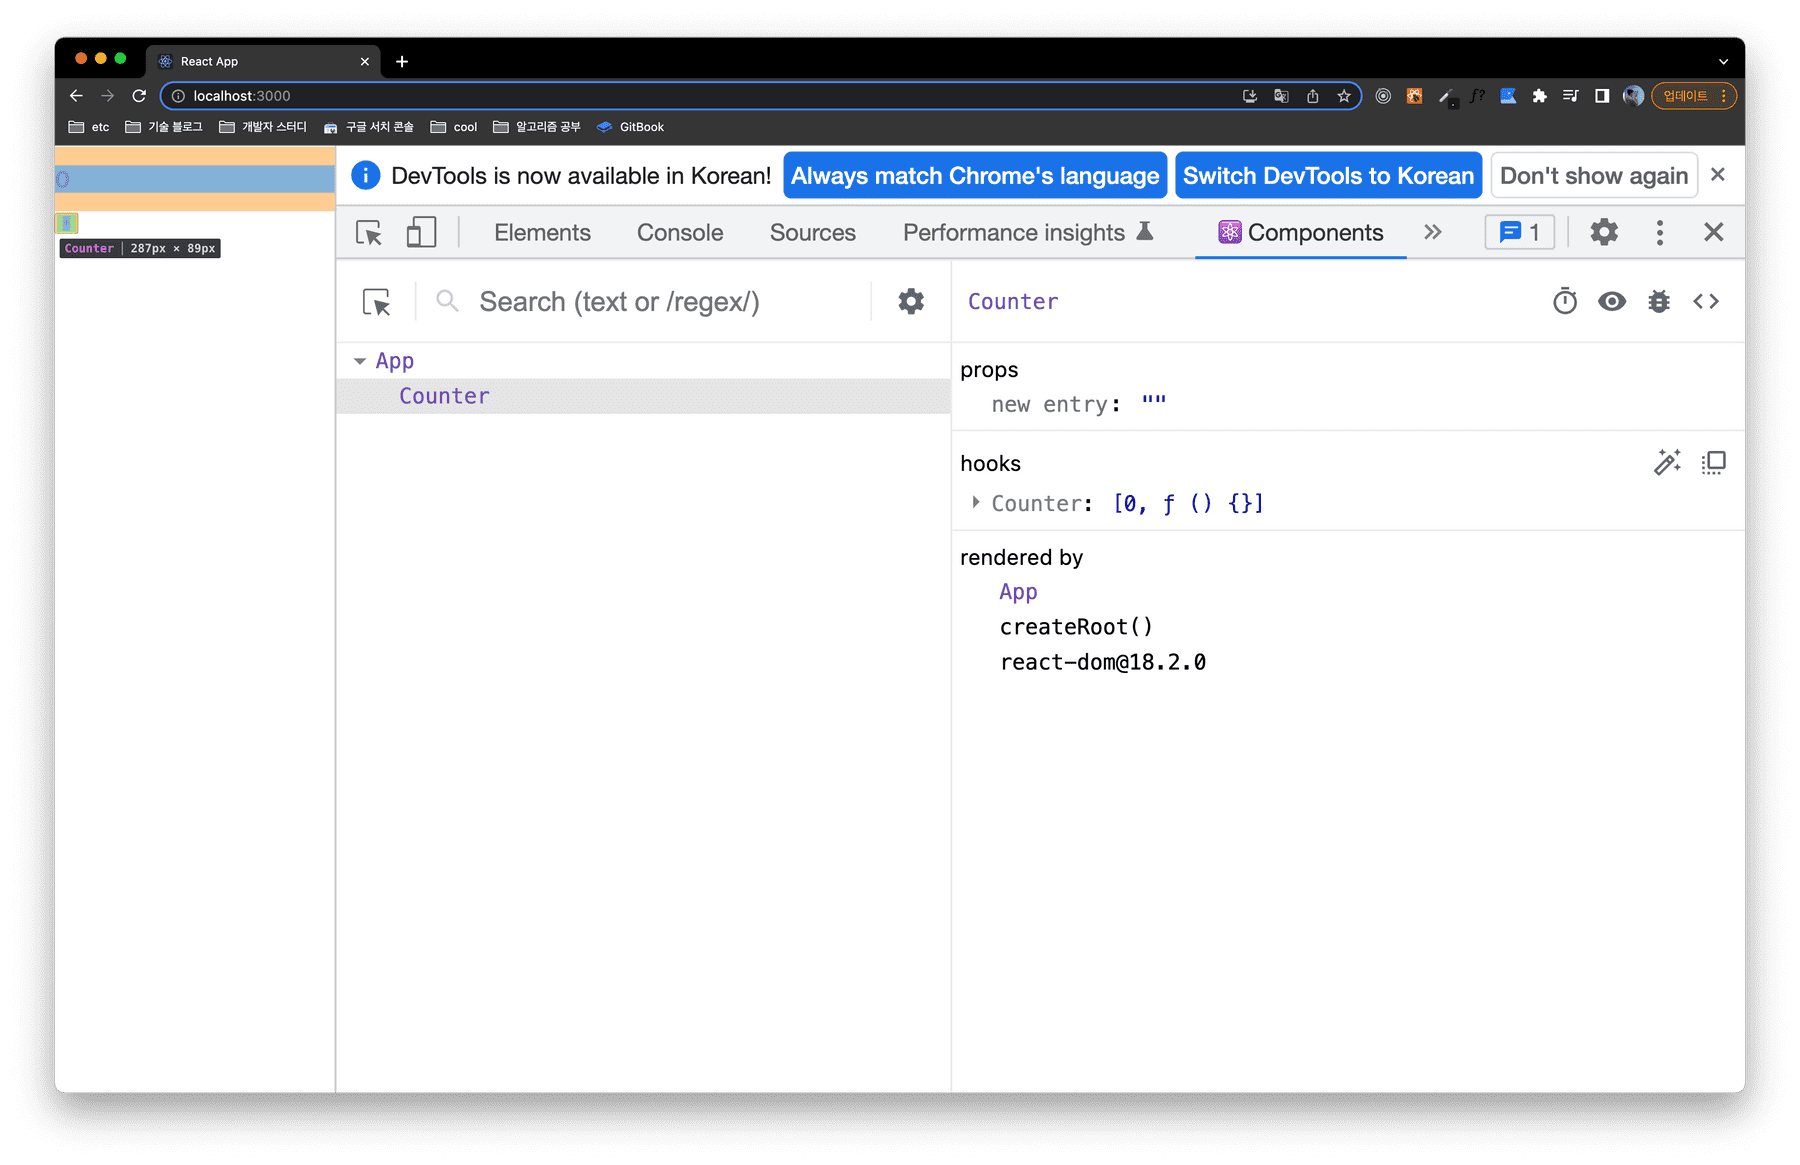 React App
localhost:3000
업데이트
etc 기술 블로그 개발자 스터디 구글 서치 콘솔 cool 알고리즘 공부 GitBook
DevTools is now available in Korean! Always match Chrome's language Switch DevTools to Korean Don't show again
0
Counter 287px × 89px
Elements Console Sources Performance insights Components 1
Search (text or /regex/)
App
Counter
Counter
props
new entry: ""
hooks
Counter: [0, ƒ () {}]
rendered by
App
createRoot()
react-dom@18.2.0